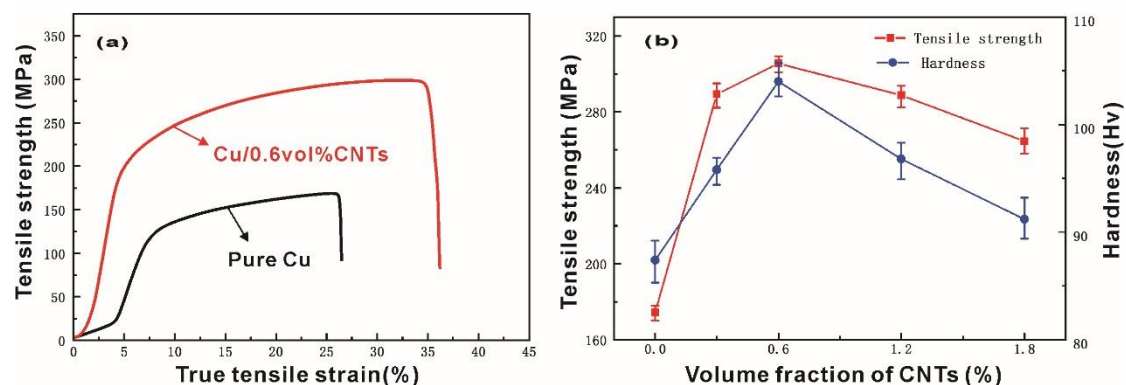 (a)
Tensile strength (MPa)
350
300
250
200
150
100
50
0
Cu/0.6vol%CNTs
Pure Cu
0 5 10 15 20 25 30 35 40 45
True tensile strain(%)
(b)
Tensile strength
Hardness
Tensile strength (MPa)
320
280
240
200
160
110
100
90
80
Hardness(Hv)
0.0 0.6 1.2 1.8
Volume fraction of CNTs (%)